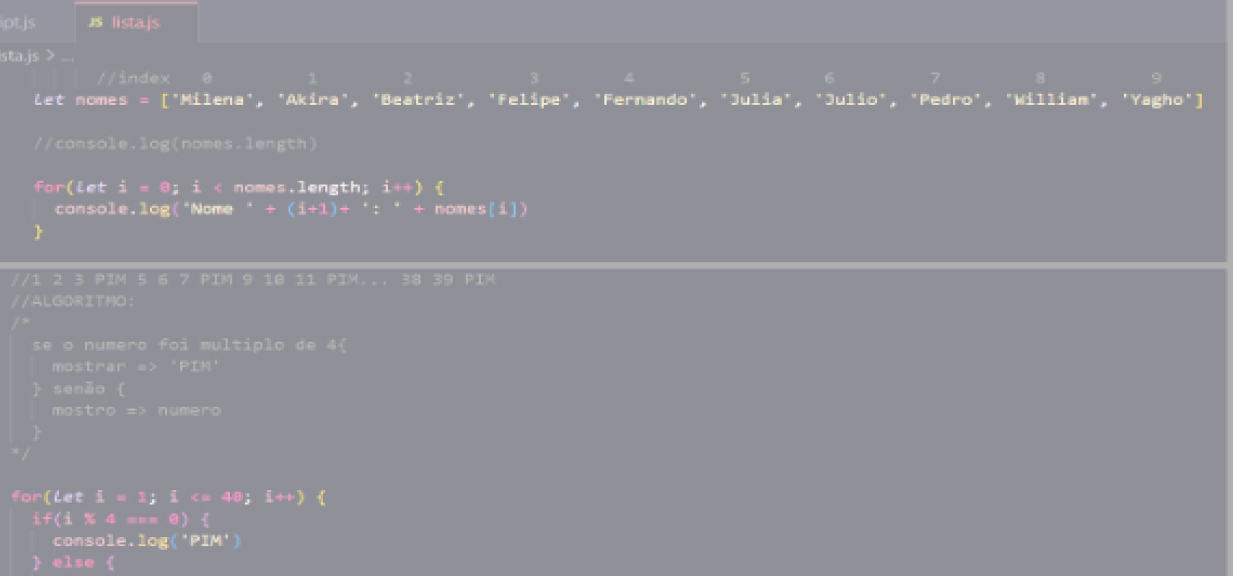 ipt.js JS lista.js
sta.js > ...
//index 0 1 2 3 4 5 6 7 8 9
let nomes = ['Milena', 'Akira', 'Beatriz', 'Felipe', 'Fernando', 'Julia', 'Julio', 'Pedro', 'William', 'Yagho']
//console.log(nomes.length)
for(let i = 0; i < nomes.length; i++) {
console.log('Nome ' + (i+1)+ ': ' + nomes[i])
}
//1 2 3 PIM 5 6 7 PIM 9 10 11 PIM... 38 39 PIM
//ALGORITMO:
/*
se o numero foi multiplo de 4{
mostrar => 'PIM'
} senão {
mostro => numero
}
*/
for(let i = 1; i <= 40; i++) {
if(i % 4 === 0) {
console.log('PIM')
} else {